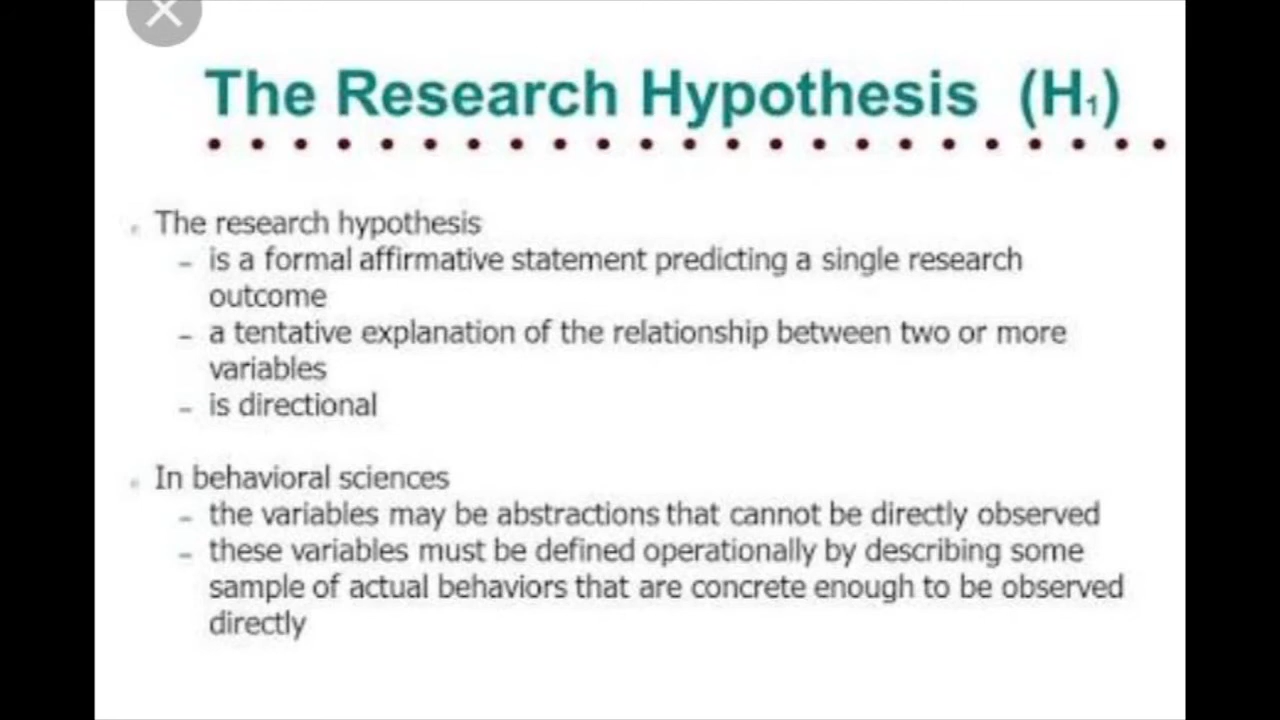 The Research Hypothesis (H₁)
The research hypothesis
– is a formal affirmative statement predicting a single research
outcome
– a tentative explanation of the relationship between two or more
variables
– is directional
In behavioral sciences
– the variables may be abstractions that cannot be directly observed
– these variables must be defined operationally by describing some
sample of actual behaviors that are concrete enough to be observed
directly